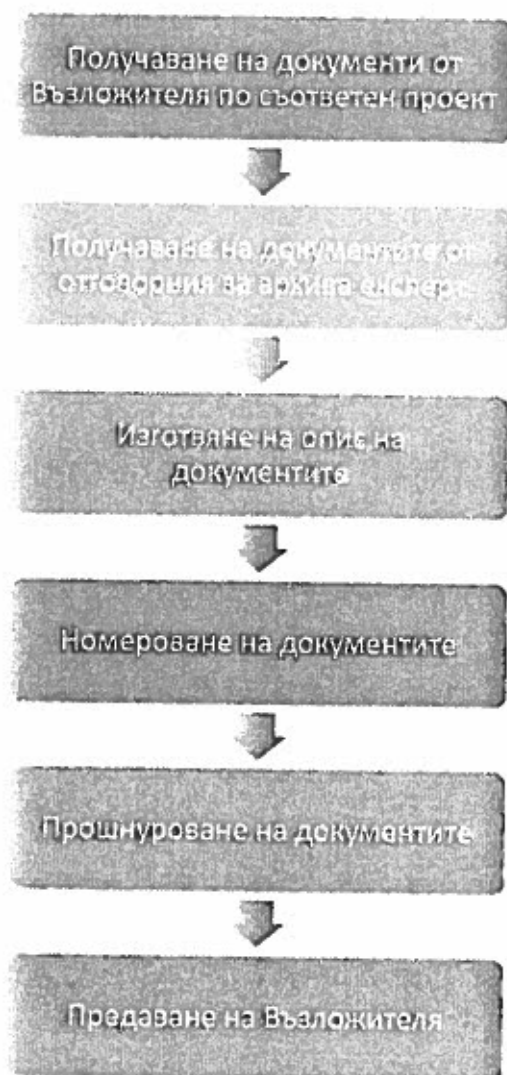 Получаване на документи от
Възложителя по съответен проект
Получаване на документите от
отговорния за архива експерт
Изготвяне на опис на
документите
Номероване на документите
Прошнуроване на документите
Предаване на Възложителя